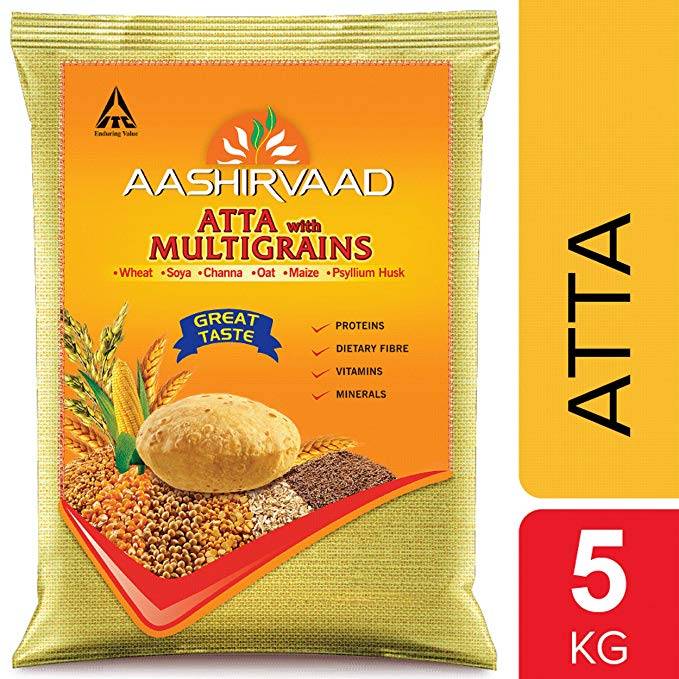 ITC
Enduring Value
AASHIRVAAD
ATTA with
MULTIGRAINS
•Wheat •Soya •Channa •Oat •Maize •Psyllium Husk
GREAT
TASTE
✓ PROTEINS
✓ DIETARY FIBRE
✓ VITAMINS
✓ MINERALS
ATTA
5
KG